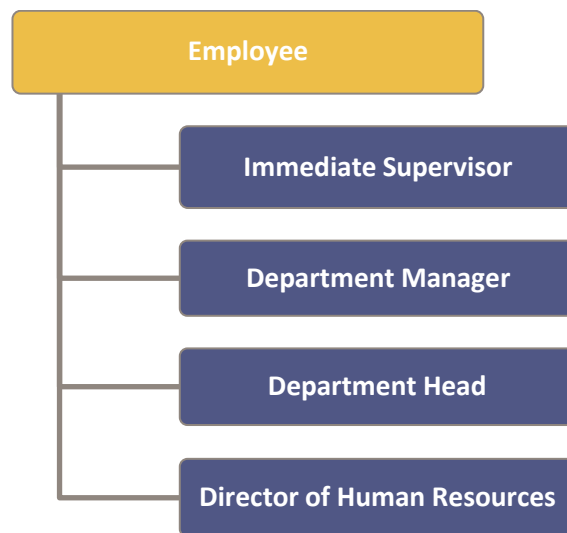 Employee
Immediate Supervisor
Department Manager
Department Head
Director of Human Resources